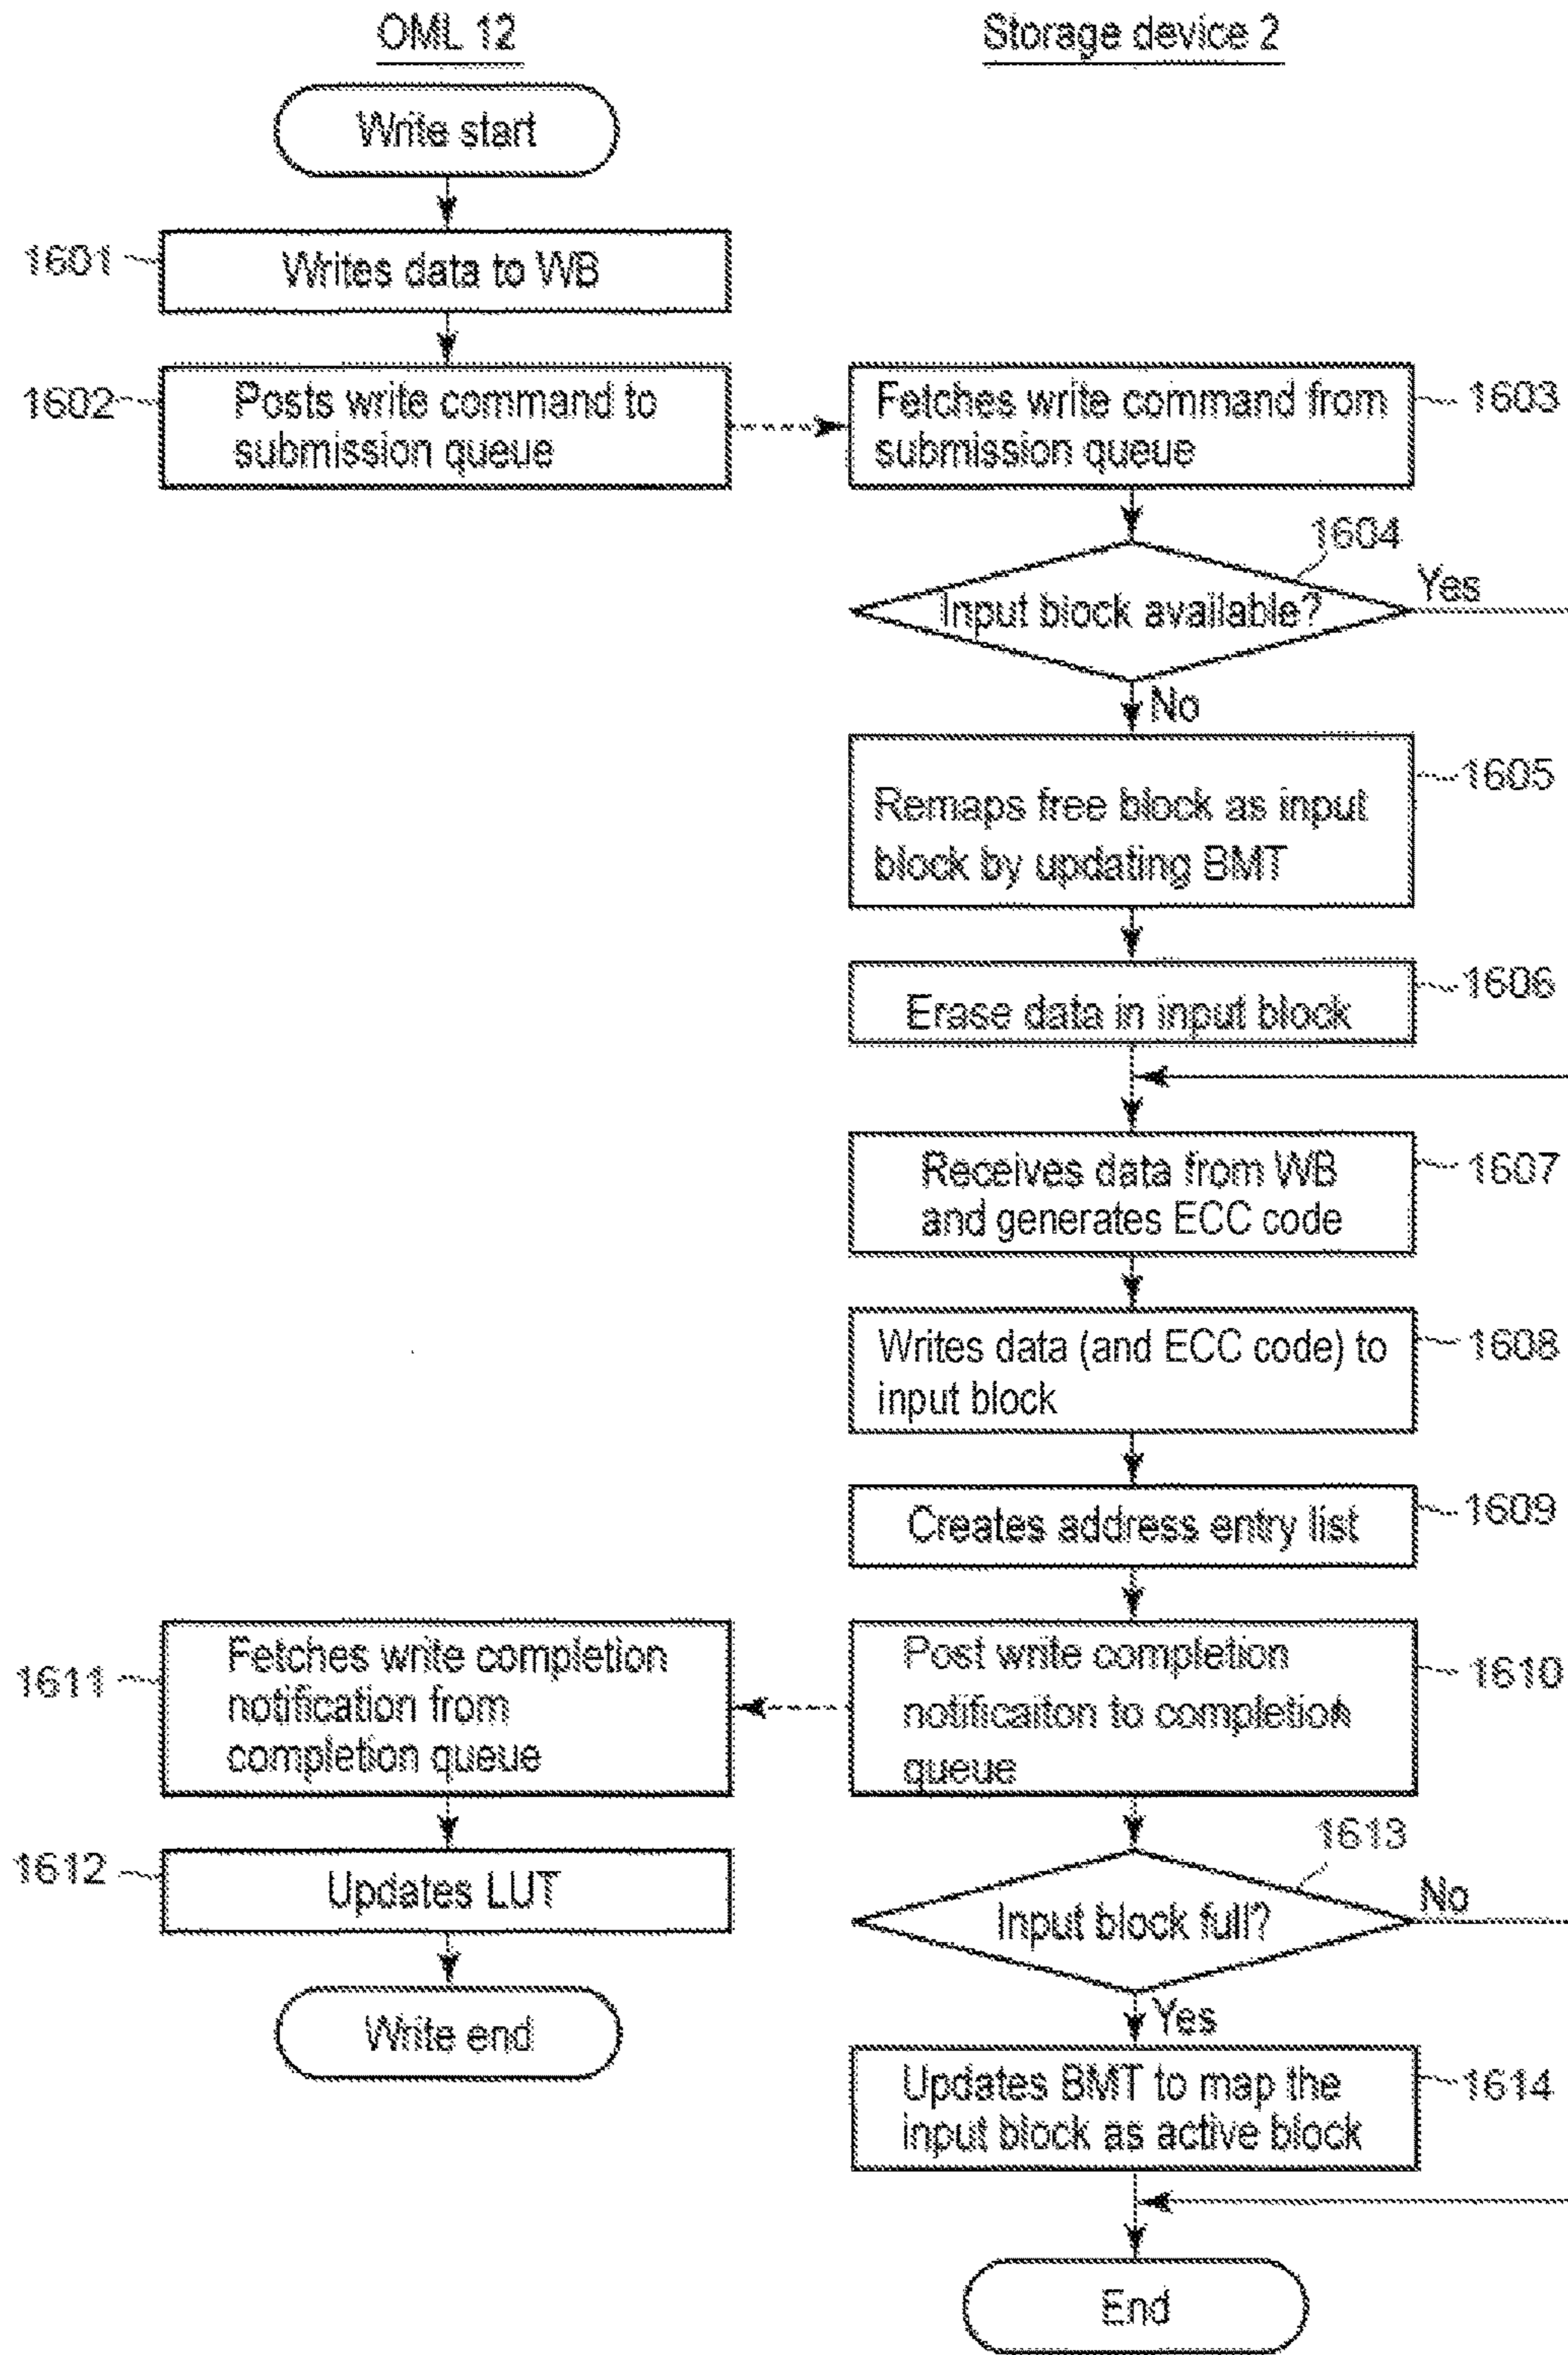 OML 12
Storage device 2
Write start
1601
Writes data to WB
1602
Posts write command to
submission queue
Fetches write command from
submission queue
1603
1604
Input block available?
Yes
No
Remaps free block as input
block by updating BMT
1605
Erase data in input block
1606
Receives data from WB
and generates ECC code
1607
Writes data (and ECC code) to
input block
1608
Creates address entry list
1609
Post write completion
notificaiton to completion
queue
1610
1611
Fetches write completion
notification from
completion queue
1612
Updates LUT
Write end
1613
Input block full?
No
Yes
Updates BMT to map the
input block as active block
1614
End